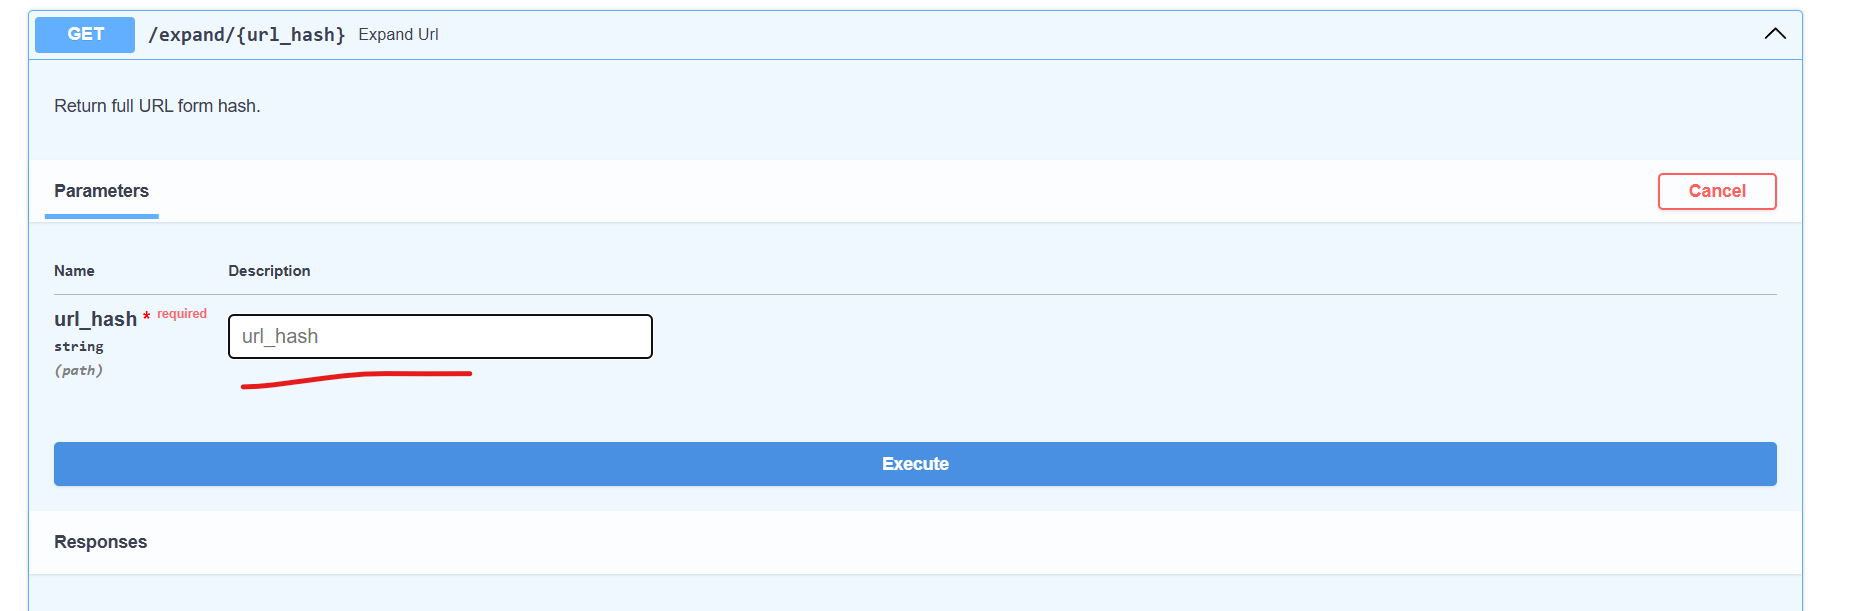 GET /expand/{url_hash} Expand Url
Return full URL form hash.
Parameters
Cancel
Name Description
url_hash * required
string
(path)
url_hash
Execute
Responses